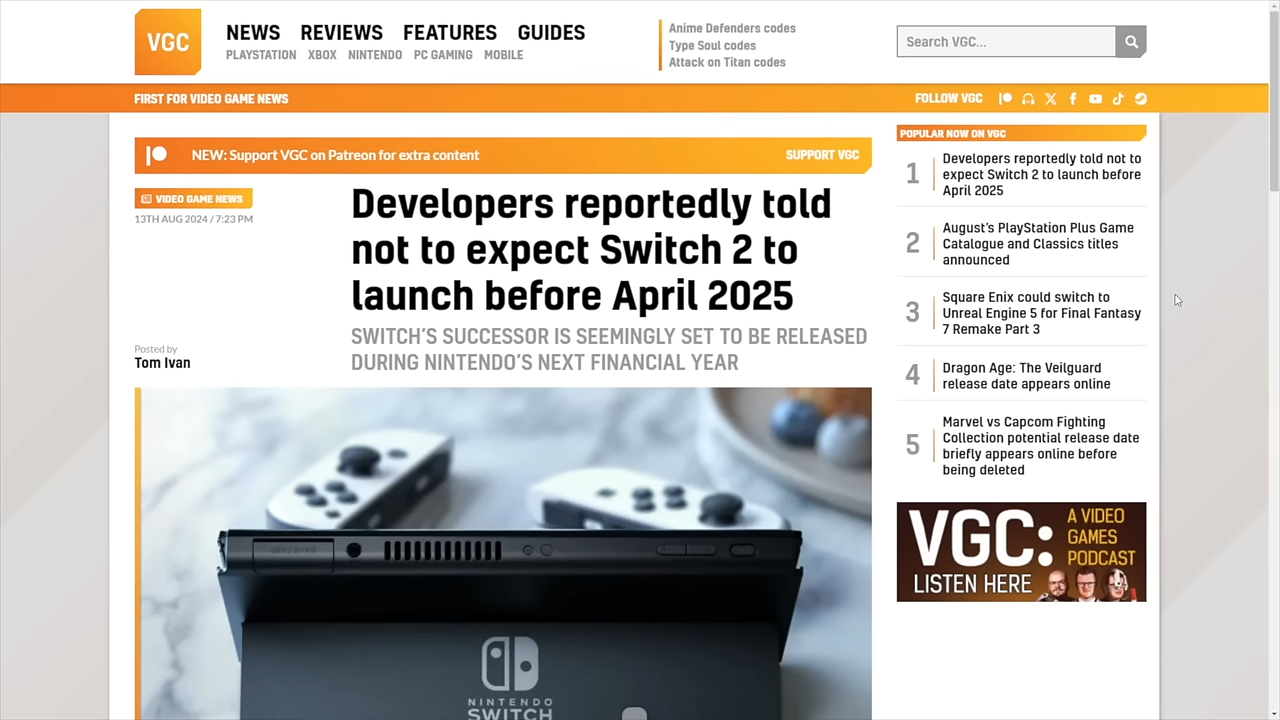 VGC
NEWS REVIEWS FEATURES GUIDES
PLAYSTATION XBOX NINTENDO PC GAMING MOBILE
Anime Defenders codes
Type Soul codes
Attack on Titan codes
Search VGC...
FIRST FOR VIDEO GAME NEWS
FOLLOW VGC
NEW: Support VGC on Patreon for extra content
SUPPORT VGC
VIDEO GAME NEWS
13TH AUG 2024 / 7:23 PM
Developers reportedly told
not to expect Switch 2 to
launch before April 2025
SWITCH'S SUCCESSOR IS SEEMINGLY SET TO BE RELEASED
DURING NINTENDO'S NEXT FINANCIAL YEAR
Posted by
Tom Ivan
NINTENDO
SWITCH
POPULAR NOW ON VGC
1
Developers reportedly told not to
expect Switch 2 to launch before
April 2025
2
August's PlayStation Plus Game
Catalogue and Classics titles
announced
3
Square Enix could switch to
Unreal Engine 5 for Final Fantasy
7 Remake Part 3
4
Dragon Age: The Veilguard
release date appears online
5
Marvel vs Capcom Fighting
Collection potential release date
briefly appears online before
being deleted
VGC:
A VIDEO
GAMES
PODCAST
LISTEN HERE